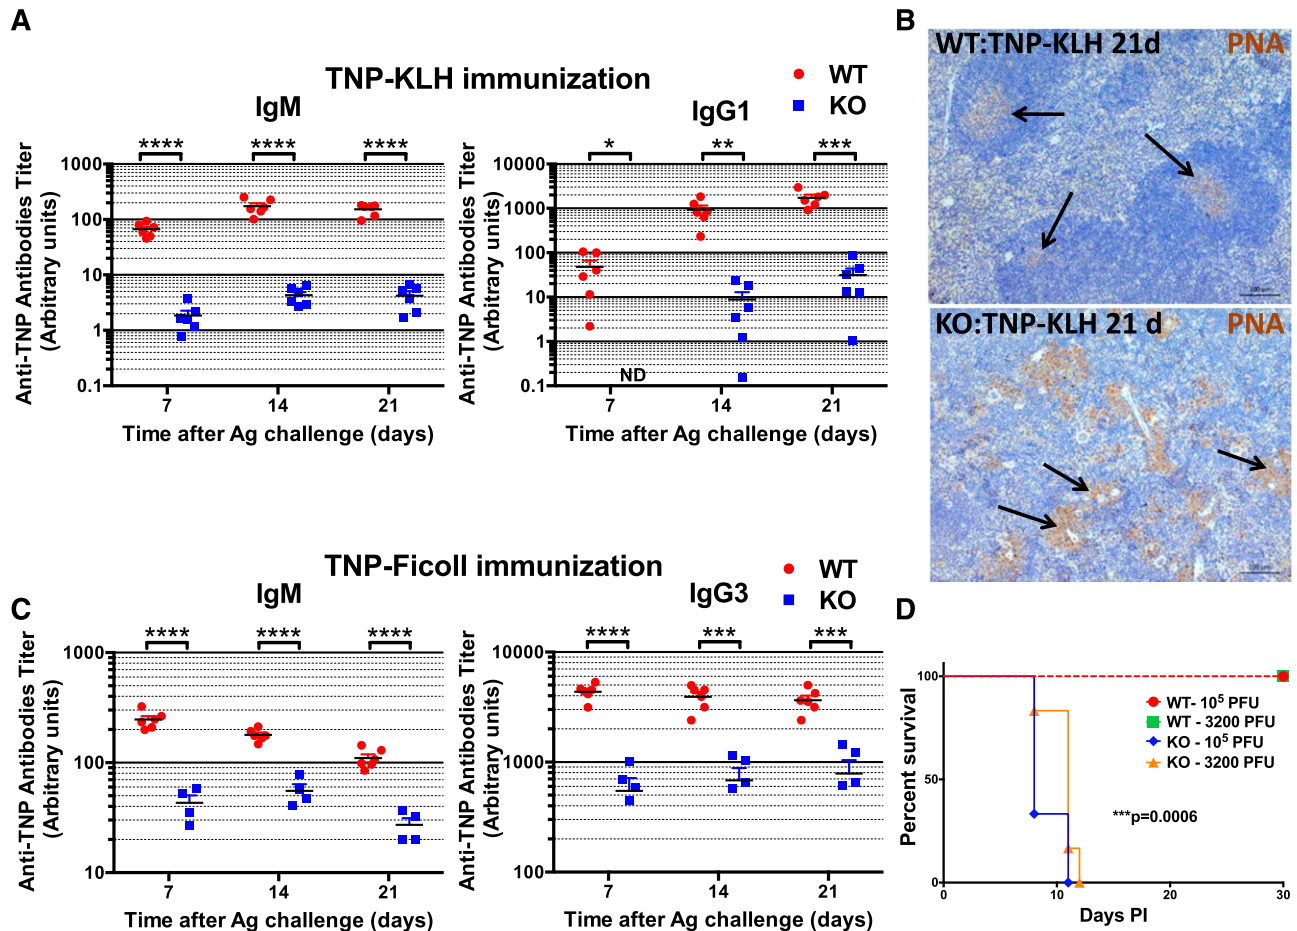 A
TNP-KLH immunization
WT
KO
IgM
IgG1
****
****
****
*
**
***
Anti-TNP Antibodies Titer
(Arbitrary units)
1000
100
10
1
0.1
7
14
21
Time after Ag challenge (days)
Anti-TNP Antibodies Titer
(Arbitrary units)
10000
1000
100
10
1
0.1
ND
7
14
21
Time after Ag challenge (days)
B
WT:TNP-KLH 21d
PNA
KO:TNP-KLH 21 d
PNA
C
TNP-Ficoll immunization
WT
KO
IgM
IgG3
****
****
****
****
***
***
Anti-TNP Antibodies Titer
(Arbitrary units)
1000
100
10
7
14
21
Time after Ag challenge (days)
Anti-TNP Antibodies Titer
(Arbitrary units)
10000
1000
100
7
14
21
Time after Ag challenge (days)
D
Percent survival
100
50
0
WT- 10⁵ PFU
WT - 3200 PFU
KO - 10⁵ PFU
KO - 3200 PFU
***p=0.0006
0
10
20
30
Days PI